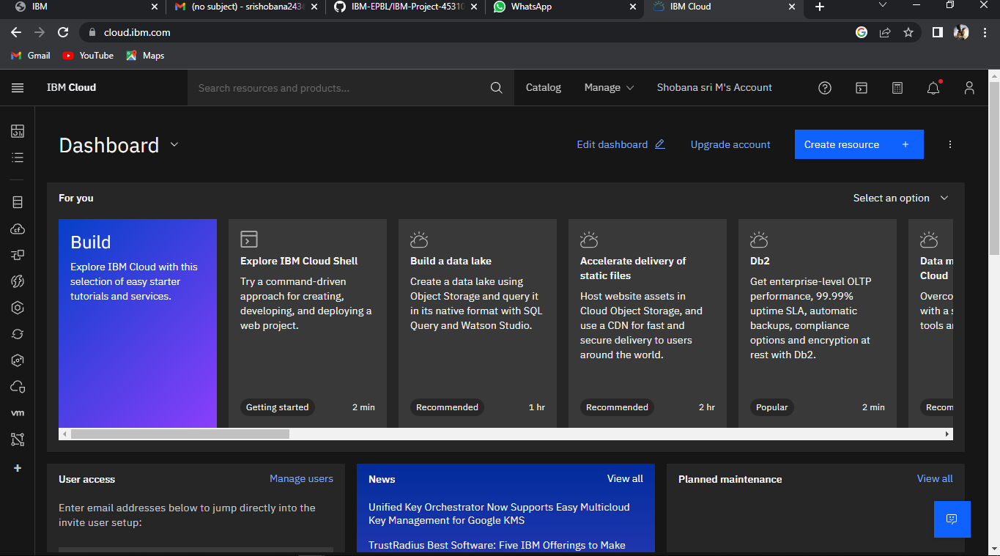 IBM
(no subject) - srishobana243
IBM-EPBL/IBM-Project-45310
WhatsApp
IBM Cloud
cloud.ibm.com
Gmail
YouTube
Maps
IBM Cloud
Search resources and products...
Catalog
Manage
Shobana sri M's Account
Dashboard
Edit dashboard
Upgrade account
Create resource
For you
Select an option
Build
Explore IBM Cloud with this
selection of easy starter
tutorials and services.
Explore IBM Cloud Shell
Try a command-driven
approach for creating,
developing, and deploying a
web project.
Getting started
2 min
Build a data lake
Create a data lake using
Object Storage and query it
in its native format with SQL
Query and Watson Studio.
Recommended
1 hr
Accelerate delivery of
static files
Host website assets in
Cloud Object Storage, and
use a CDN for fast and
secure delivery to users
around the world.
Recommended
2 hr
Db2
Get enterprise-level OLTP
performance, 99.99%
uptime SLA, automatic
backups, compliance
options and encryption at
rest with Db2.
Popular
2 min
Data m
Cloud
Overco
with a s
tools a
Recom
cf
vm
User access
Manage users
Enter email addresses below to jump directly into the
invite user setup:
News
View all
Unified Key Orchestrator Now Supports Easy Multicloud
Key Management for Google KMS
TrustRadius Best Software: Five IBM Offerings to Make
Planned maintenance
View all